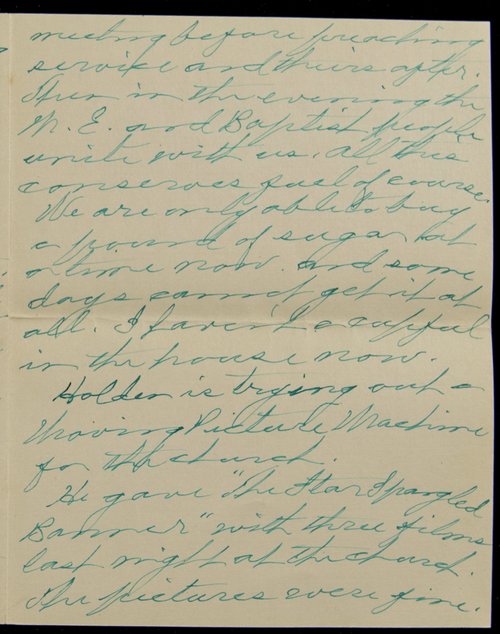 meeting before preaching
service and theirs after.
Then in the evening the
M. E. and Baptist people
unite with us. All this
conserves fuel of course.
We are only able to buy
a pound of sugar at
a time now. and some
days cannot get it at
all. I haven't a cupful
in the house now.
Holden is trying out a
Moving Picture Machine
for the church.
He gave "The Star Spangled
Banner" with three films
last night at the church.
The pictures were fine.